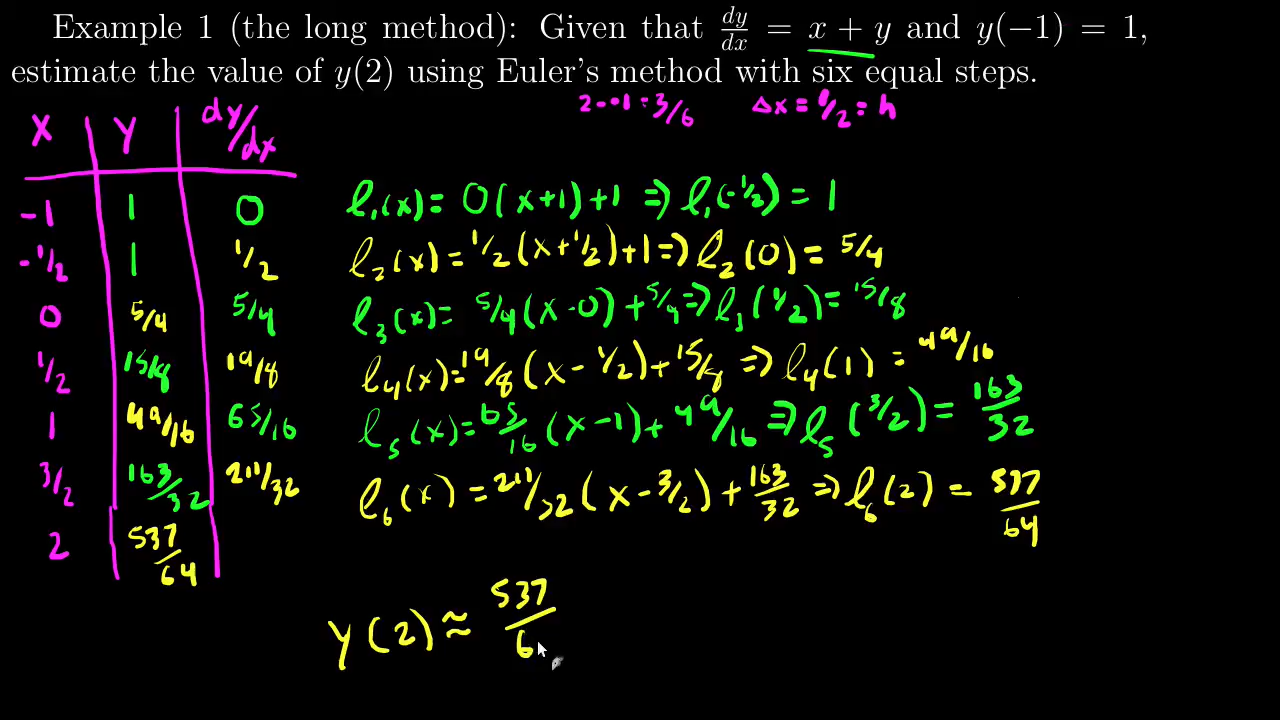 Example 1 (the long method): Given that dy/dx = x + y and y(−1) = 1,
estimate the value of y(2) using Euler's method with six equal steps.
2--1 = 3/6 Δx = 1/2 = h
x y dy/dx
-1 1 0 l₁(x) = 0(x+1)+1 ⇒ l₁(-1/2) = 1
-1/2 1 1/2 l₂(x) = 1/2(x+1/2)+1 ⇒ l₂(0) = 5/4
0 5/4 5/4 l₃(x) = 5/4(x-0)+5/4 ⇒ l₃(1/2) = 15/8
1/2 15/8 19/8 l₄(x) = 19/8(x-1/2)+15/8 ⇒ l₄(1) = 49/16
1 49/16 65/16 l₅(x) = 65/16(x-1)+49/16 ⇒ l₅(3/2) = 163/32
3/2 163/32 211/32 l₆(x) = 211/32(x-3/2)+163/32 ⇒ l₆(2) = 537/64
2 537/64
y(2) ≈ 537/6